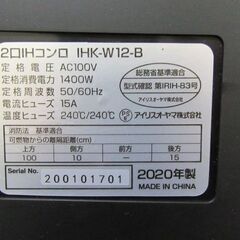 2口IHコンロ IHK-W12-B
定格電圧 AC100V
定格消費電力 1400W
定格周波数 50/60Hz
電流ヒューズ 15A
温度ヒューズ 240℃/240℃
総務省基準適合
型式確認 第IRIH-83号
アイリスオーヤマ株式会社
アイリスオーヤマ株式会社
消防法 基準適合
可燃物からの離隔距離(cm)
上方 側方 前方 後方
100 10 － 15
Serial No. 200101701
2020年製
MADE IN CHINA